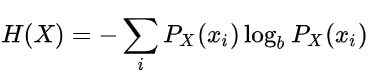 H(X) = − ∑_i P_X(x_i) log_b P_X(x_i)